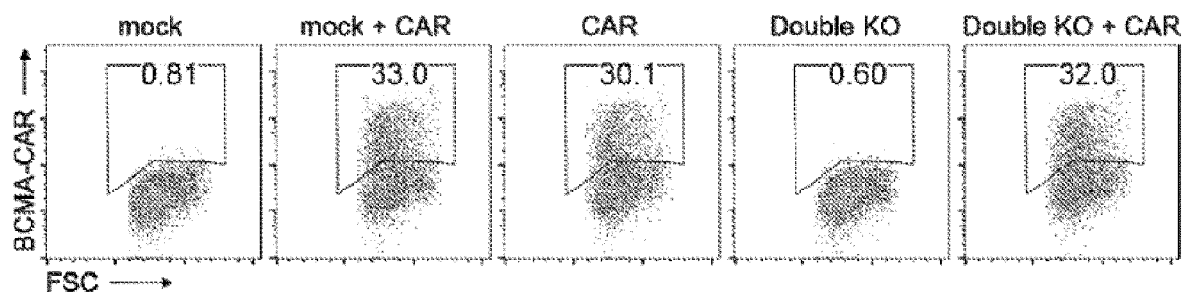 mock
mock + CAR
CAR
Double KO
Double KO + CAR
0.81
33.0
30.1
0.60
32.0
BCMA-CAR
FSC